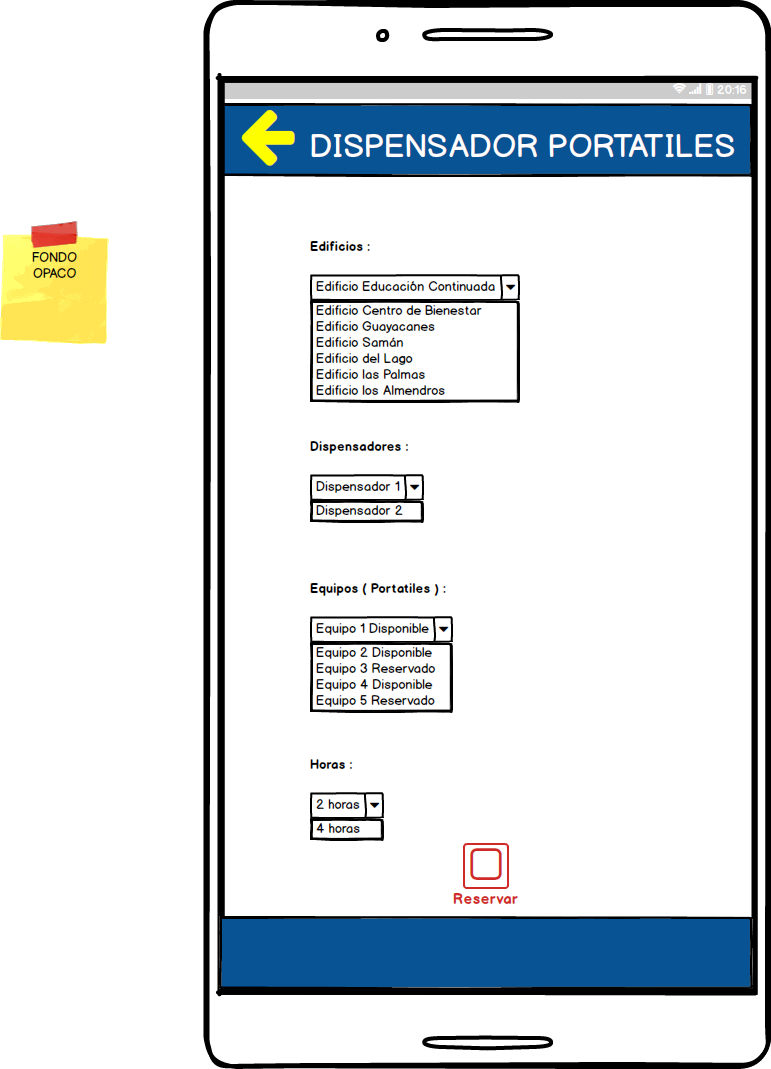 20:16
DISPENSADOR PORTATILES
FONDO
OPACO
Edificios :
Edificio Educación Continuada
Edificio Centro de Bienestar
Edificio Guayacanes
Edificio Samán
Edificio del Lago
Edificio las Palmas
Edificio los Almendros
Dispensadores :
Dispensador 1
Dispensador 2
Equipos ( Portatiles ) :
Equipo 1 Disponible
Equipo 2 Disponible
Equipo 3 Reservado
Equipo 4 Disponible
Equipo 5 Reservado
Horas :
2 horas
4 horas
Reservar